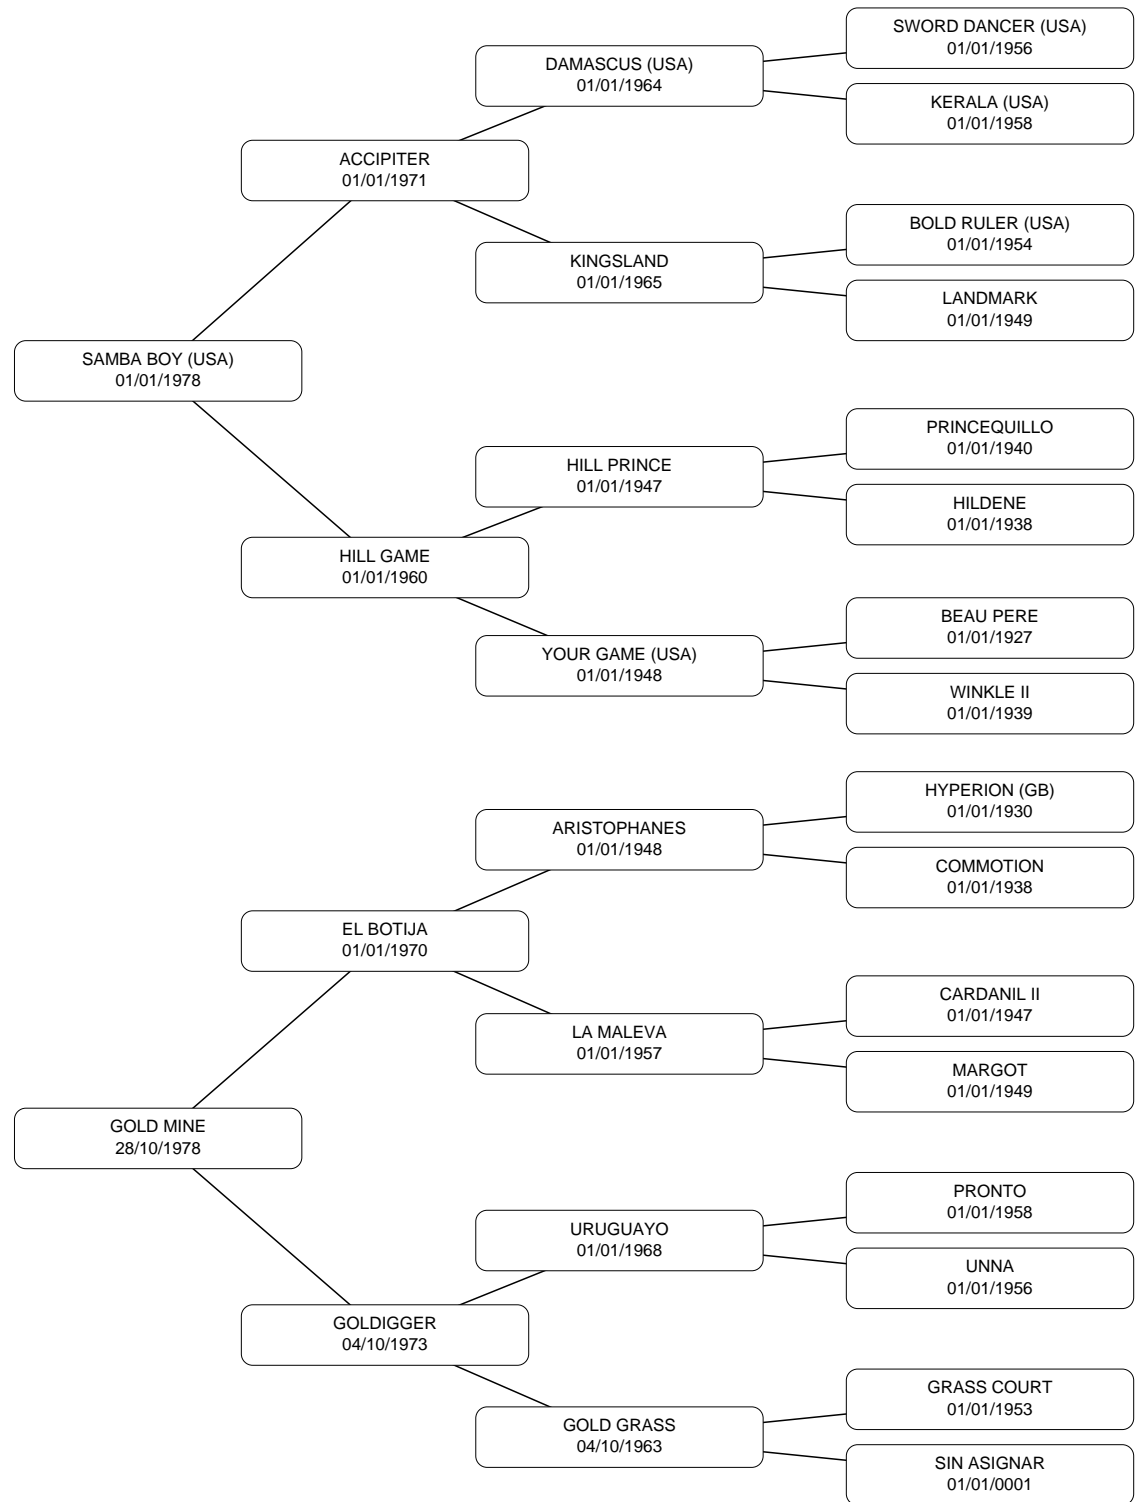 SWORD DANCER (USA)
01/01/1956
DAMASCUS (USA)
01/01/1964
KERALA (USA)
01/01/1958
ACCIPITER
01/01/1971
BOLD RULER (USA)
01/01/1954
KINGSLAND
01/01/1965
LANDMARK
01/01/1949
SAMBA BOY (USA)
01/01/1978
PRINCEQUILLO
01/01/1940
HILL PRINCE
01/01/1947
HILDENE
01/01/1938
HILL GAME
01/01/1960
BEAU PERE
01/01/1927
YOUR GAME (USA)
01/01/1948
WINKLE II
01/01/1939
HYPERION (GB)
01/01/1930
ARISTOPHANES
01/01/1948
COMMOTION
01/01/1938
EL BOTIJA
01/01/1970
CARDANIL II
01/01/1947
LA MALEVA
01/01/1957
MARGOT
01/01/1949
GOLD MINE
28/10/1978
PRONTO
01/01/1958
URUGUAYO
01/01/1968
UNNA
01/01/1956
GOLDIGGER
04/10/1973
GRASS COURT
01/01/1953
GOLD GRASS
04/10/1963
SIN ASIGNAR
01/01/0001